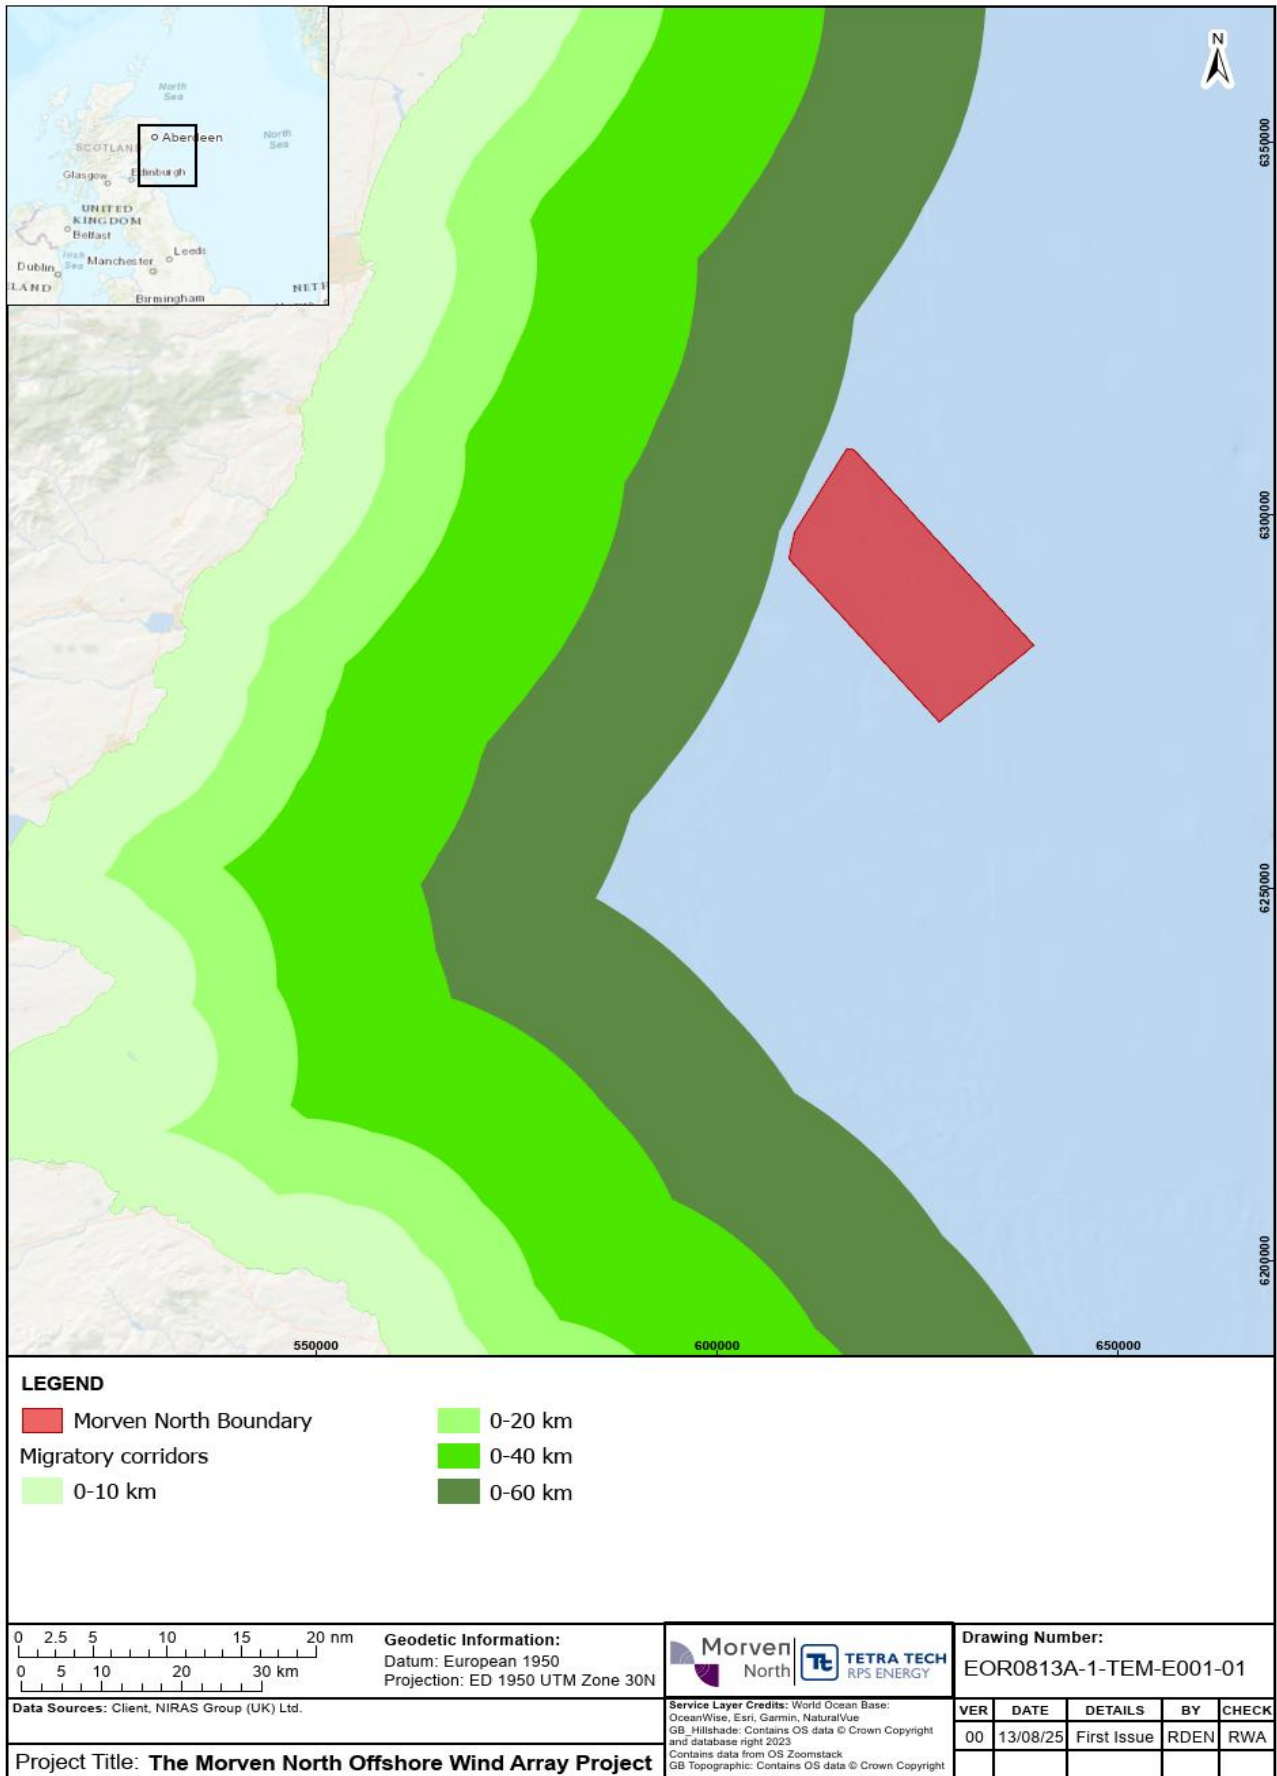 N
North
Sea
Aberdeen
North
Sea
SCOTLAN
Glasgow
Edinburgh
UNITED
KINGDOM
Belfast
Irish
Sea
Leeds
Manchester
Dublin
ELAND
NETH
Birmingham
6350000
6300000
6250000
6200000
550000
600000
650000
LEGEND
Morven North Boundary
Migratory corridors
0-10 km
0-20 km
0-40 km
0-60 km
0 2.5 5 10 15 20 nm
0 5 10 20 30 km
Geodetic Information:
Datum: European 1950
Projection: ED 1950 UTM Zone 30N
Morven
North
Tt
TETRA TECH
RPS ENERGY
Drawing Number:
EOR0813A-1-TEM-E001-01
Data Sources: Client, NIRAS Group (UK) Ltd.
Service Layer Credits: World Ocean Base:
OceanWise, Esri, Garmin, NaturalVue
GB_Hillshade: Contains OS data © Crown Copyright
and database right 2023
Contains data from OS Zoomstack
GB Topographic: Contains OS data © Crown Copyright
VER DATE DETAILS BY CHECK
00 13/08/25 First Issue RDEN RWA
Project Title: The Morven North Offshore Wind Array Project